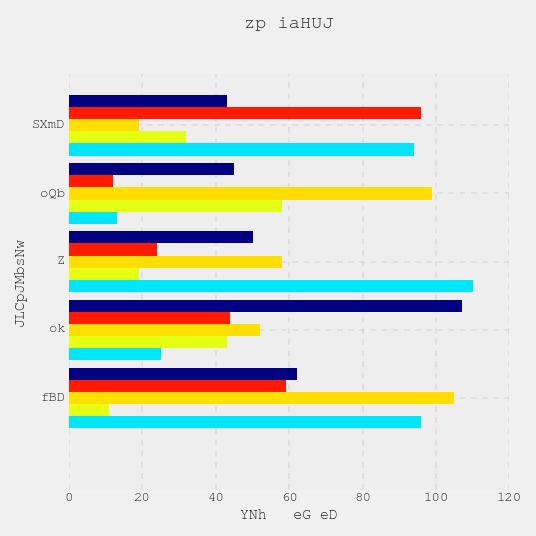 zp iaHUJ
SXmD
oQb
Z
ok
fBD
JLCpJMbsNw
0 20 40 60 80 100 120
YNh   eG eD